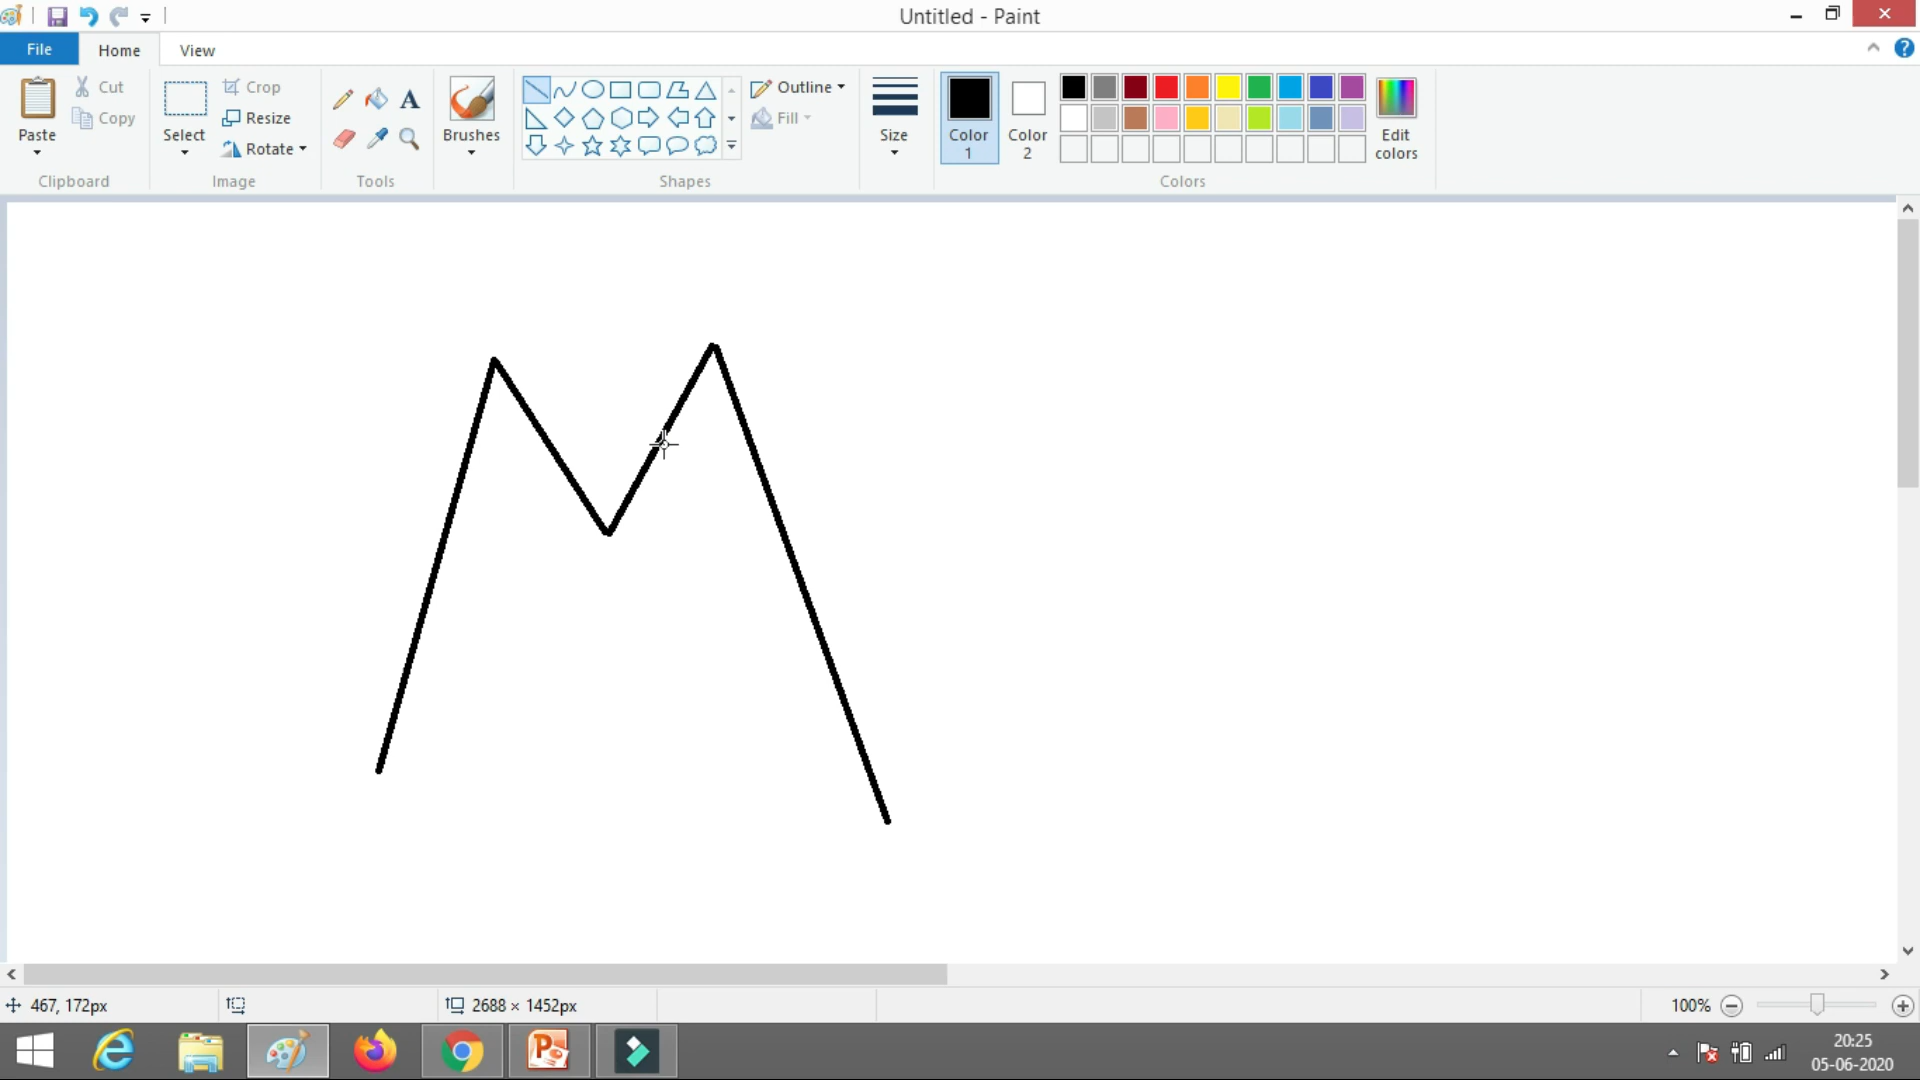 Untitled - Paint
File Home View
Paste Cut Copy Clipboard
Select Crop Resize Rotate Image
A
Tools
Brushes
Outline Fill Shapes
Size
Color 1 Color 2 Edit colors Colors
467, 172px 2688 × 1452px 100%
20:25
05-06-2020